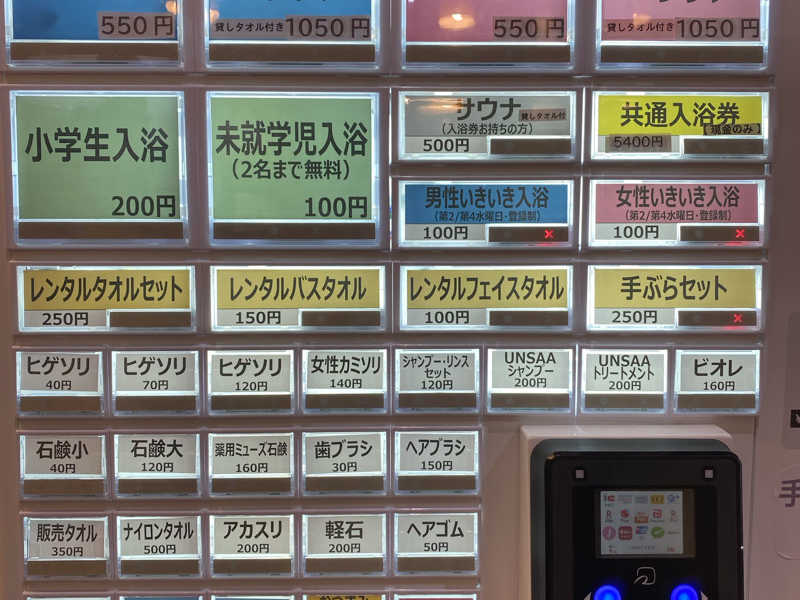 550円
貸しタオル付き 1050円
550円
貸しタオル付き 1050円
小学生入浴
200円
未就学児入浴
(2名まで無料)
100円
サウナ 貸しタオル付
(入浴券お持ちの方)
500円
共通入浴券
【現金のみ】
5400円
男性いきいき入浴
(第2/第4水曜日・登録制)
100円
女性いきいき入浴
(第2/第4水曜日・登録制)
100円
レンタルタオルセット
250円
レンタルバスタオル
150円
レンタルフェイスタオル
100円
手ぶらセット
250円
ヒゲソリ
40円
ヒゲソリ
70円
ヒゲソリ
120円
女性カミソリ
140円
シャンプー・リンス
セット
120円
UNSAA
シャンプー
200円
UNSAA
トリートメント
200円
ビオレ
160円
石鹸小
40円
石鹸大
120円
薬用ミューズ石鹸
160円
歯ブラシ
30円
ヘアブラシ
150円
販売タオル
350円
ナイロンタオル
500円
アカスリ
200円
軽石
200円
ヘアゴム
50円
手